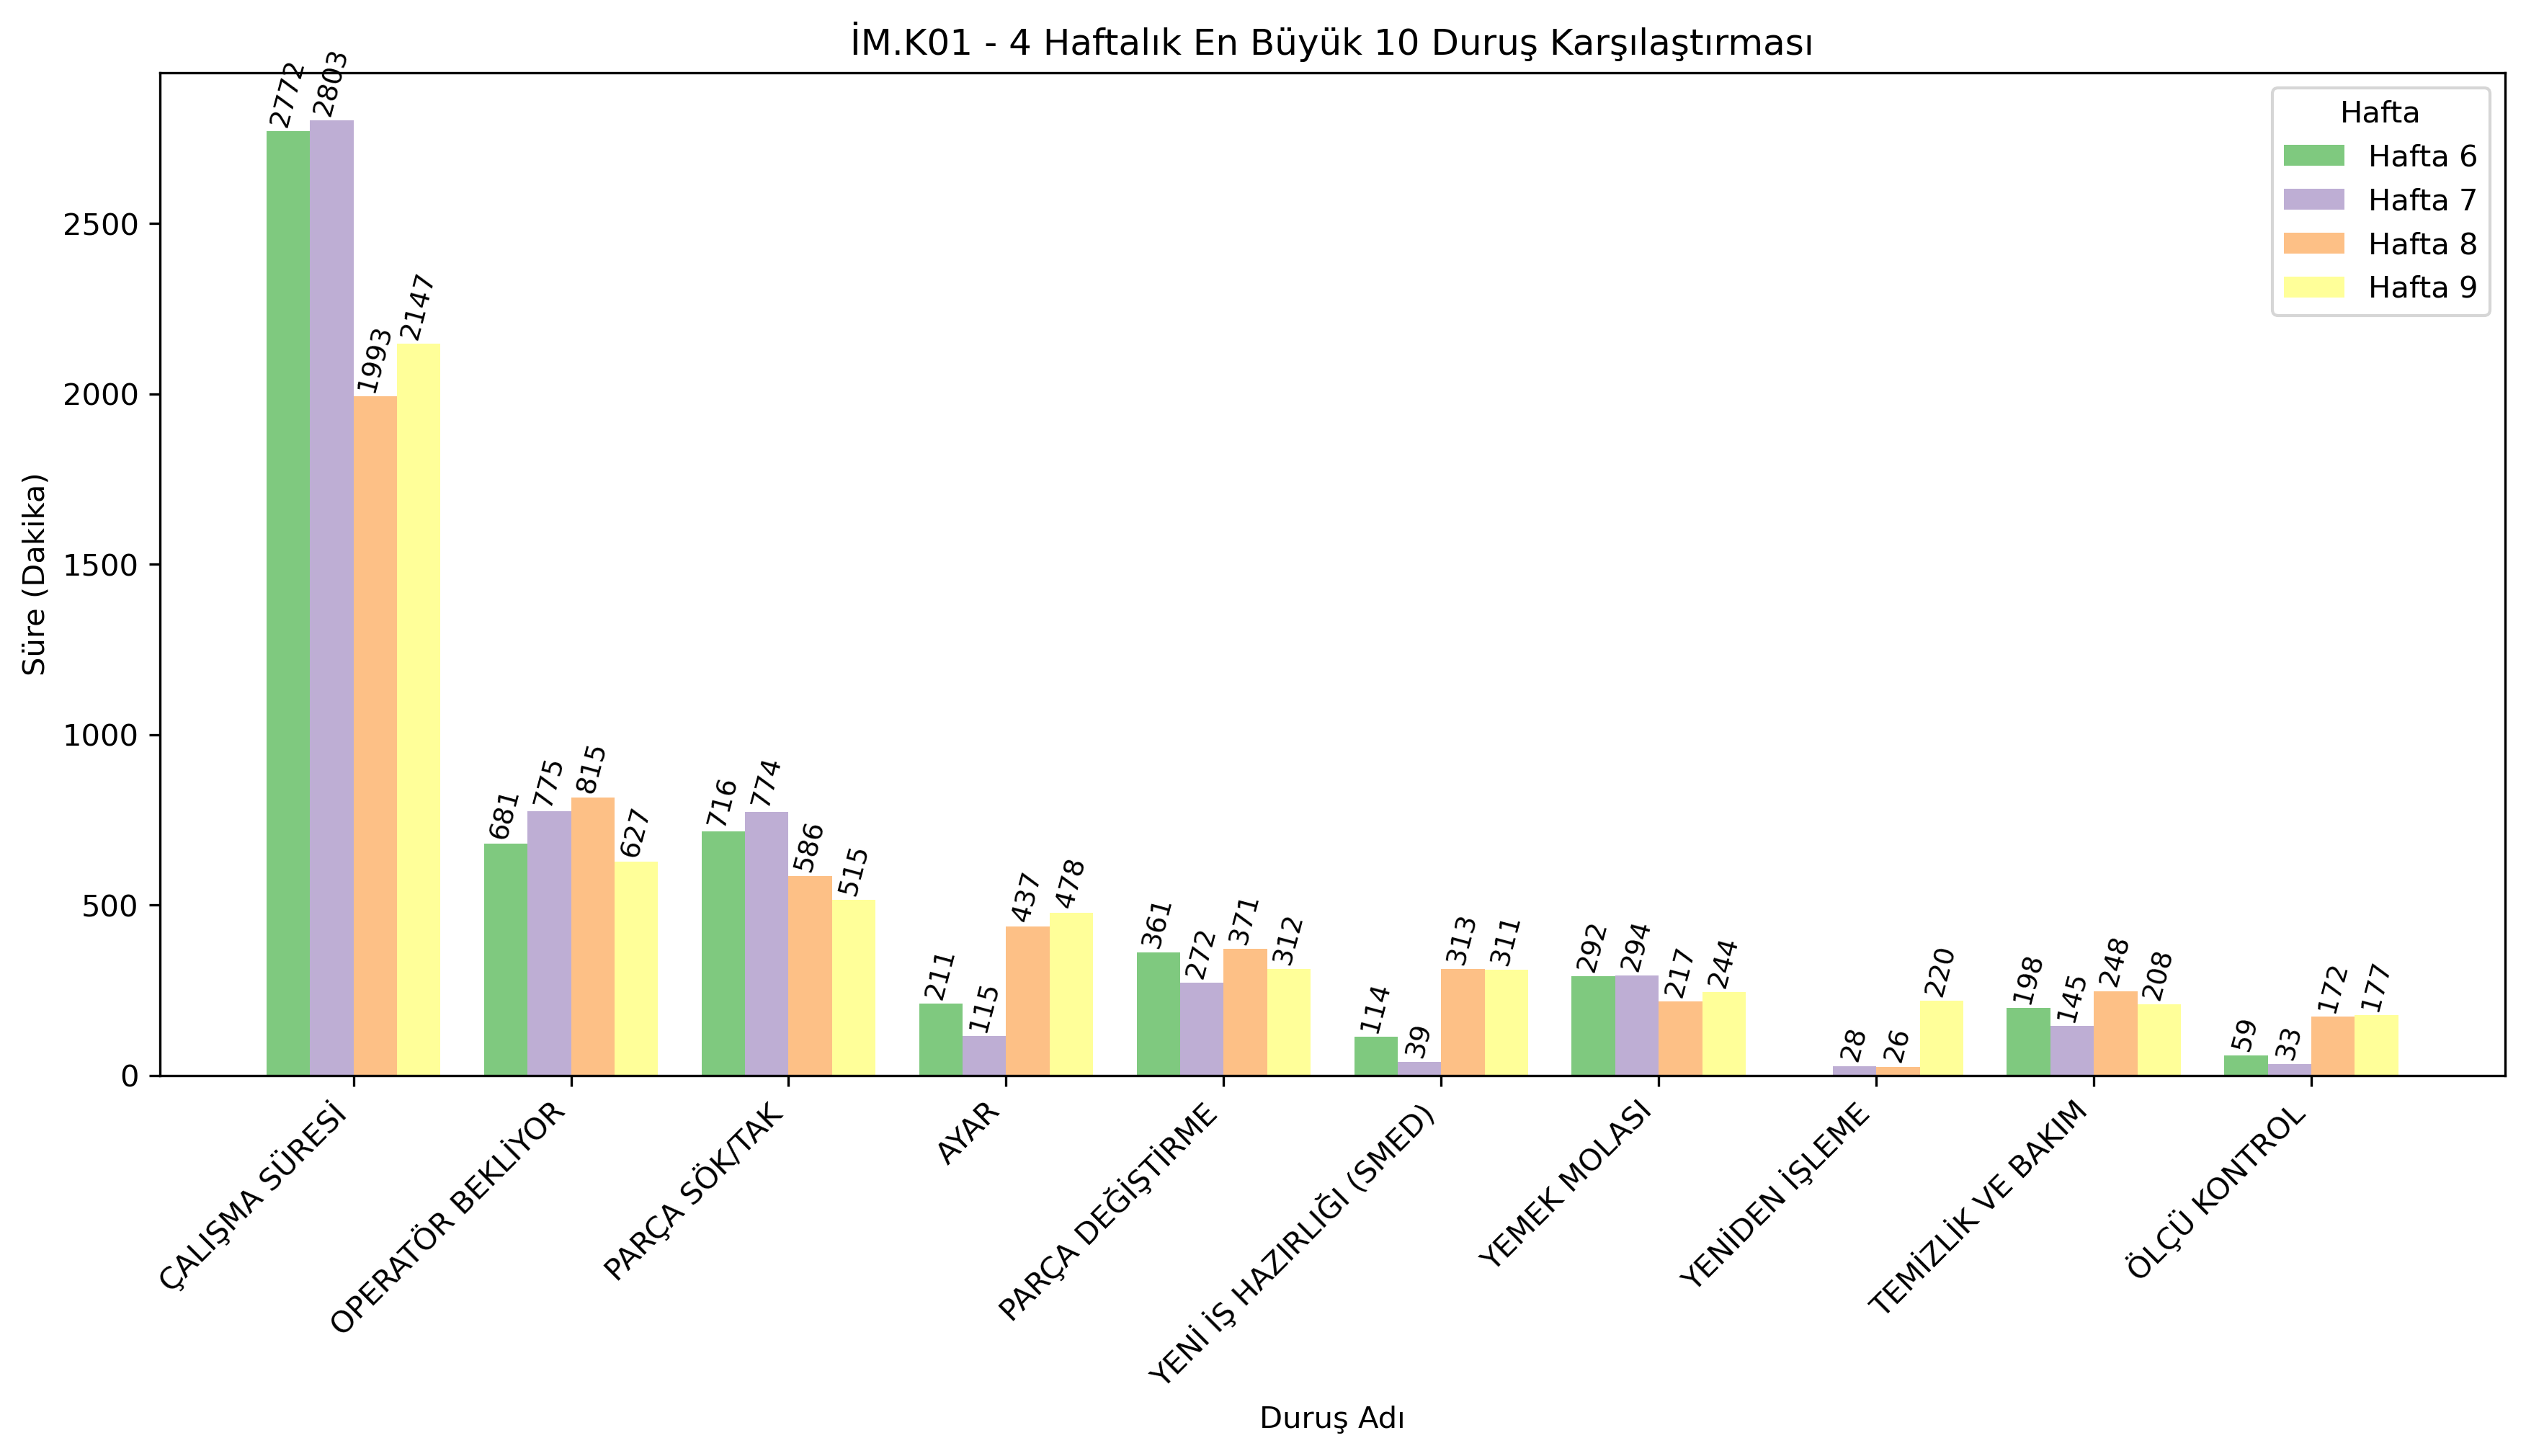 İM.K01 - 4 Haftalık En Büyük 10 Duruş Karşılaştırması
Hafta
Hafta 6
Hafta 7
Hafta 8
Hafta 9
Süre (Dakika)
2500
2000
1500
1000
500
0
2772 2803 1993 2147
681 775 815 627
716 774 586 515
211 115 437 478
361 272 371 312
114 39 313 311
292 294 217 244
28 26 220
198 145 248 208
59 33 172 177
ÇALIŞMA SÜRESİ
OPERATÖR BEKLİYOR
PARÇA SÖK/TAK
AYAR
PARÇA DEĞİŞTİRME
YENİ İŞ HAZIRLIĞI (SMED)
YEMEK MOLASI
YENİDEN İŞLEME
TEMİZLİK VE BAKIM
ÖLÇÜ KONTROL
Duruş Adı